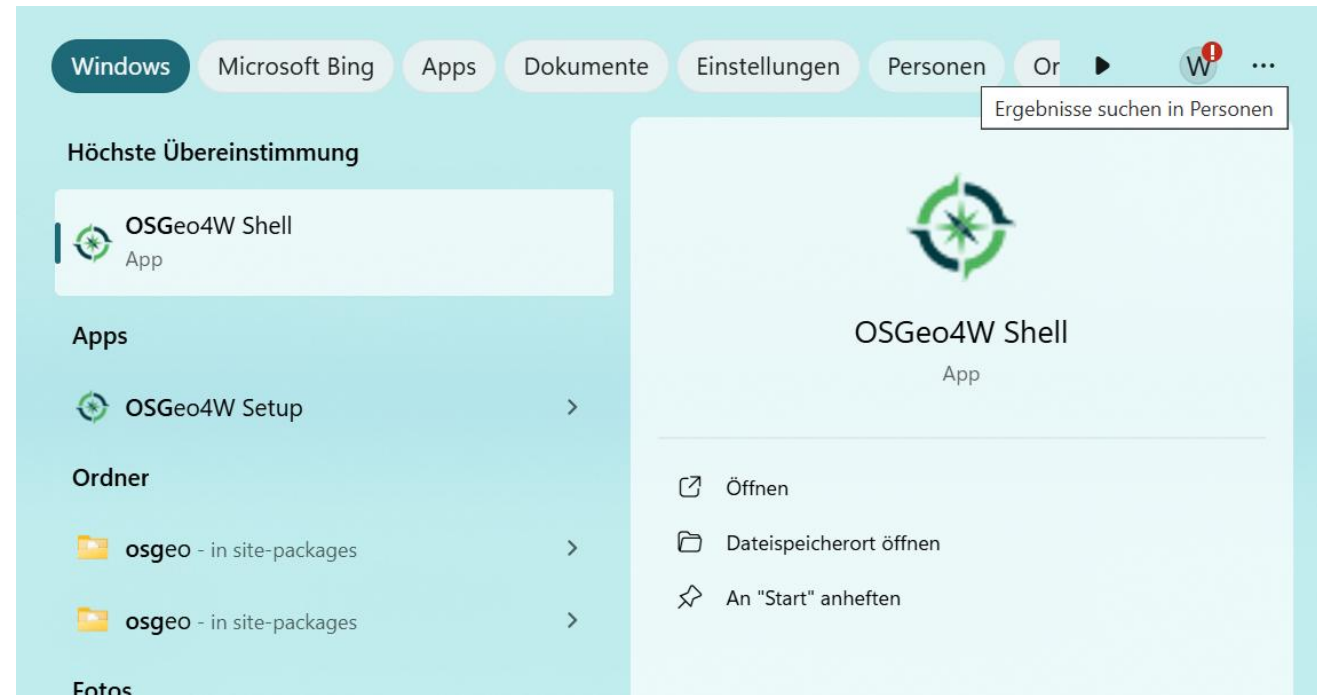 Windows Microsoft Bing Apps Dokumente Einstellungen Personen Or W ...
Ergebnisse suchen in Personen
Höchste Übereinstimmung
OSGeo4W Shell
App
Apps
OSGeo4W Setup
Ordner
osgeo - in site-packages
osgeo - in site-packages
Fotos
OSGeo4W Shell
App
Öffnen
Dateispeicherort öffnen
An "Start" anheften